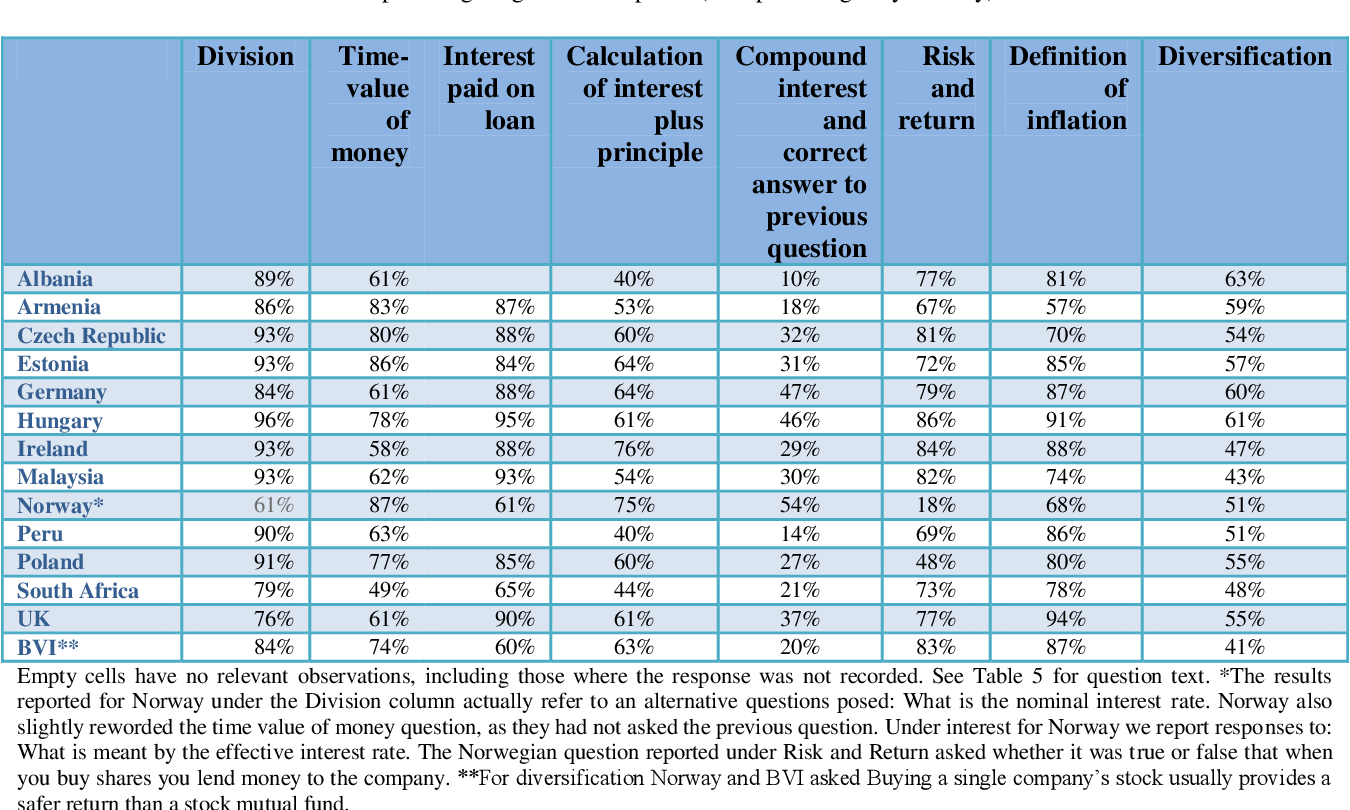 Division Time-value of money Interest paid on loan Calculation of interest plus principle Compound interest and correct answer to previous question Risk and return Definition of inflation Diversification
Albania 89% 61% 40% 10% 77% 81% 63%
Armenia 86% 83% 87% 53% 18% 67% 57% 59%
Czech Republic 93% 80% 88% 60% 32% 81% 70% 54%
Estonia 93% 86% 84% 64% 31% 72% 85% 57%
Germany 84% 61% 88% 64% 47% 79% 87% 60%
Hungary 96% 78% 95% 61% 46% 86% 91% 61%
Ireland 93% 58% 88% 76% 29% 84% 88% 47%
Malaysia 93% 62% 93% 54% 30% 82% 74% 43%
Norway* 61% 87% 61% 75% 54% 18% 68% 51%
Peru 90% 63% 40% 14% 69% 86% 51%
Poland 91% 77% 85% 60% 27% 48% 80% 55%
South Africa 79% 49% 65% 44% 21% 73% 78% 48%
UK 76% 61% 90% 61% 37% 77% 94% 55%
BVI** 84% 74% 60% 63% 20% 83% 87% 41%
Empty cells have no relevant observations, including those where the response was not recorded. See Table 5 for question text. *The results
reported for Norway under the Division column actually refer to an alternative questions posed: What is the nominal interest rate. Norway also
slightly reworded the time value of money question, as they had not asked the previous question. Under interest for Norway we report responses to:
What is meant by the effective interest rate. The Norwegian question reported under Risk and Return asked whether it was true or false that when
you buy shares you lend money to the company. **For diversification Norway and BVI asked Buying a single company's stock usually provides a
safer return than a stock mutual fund.